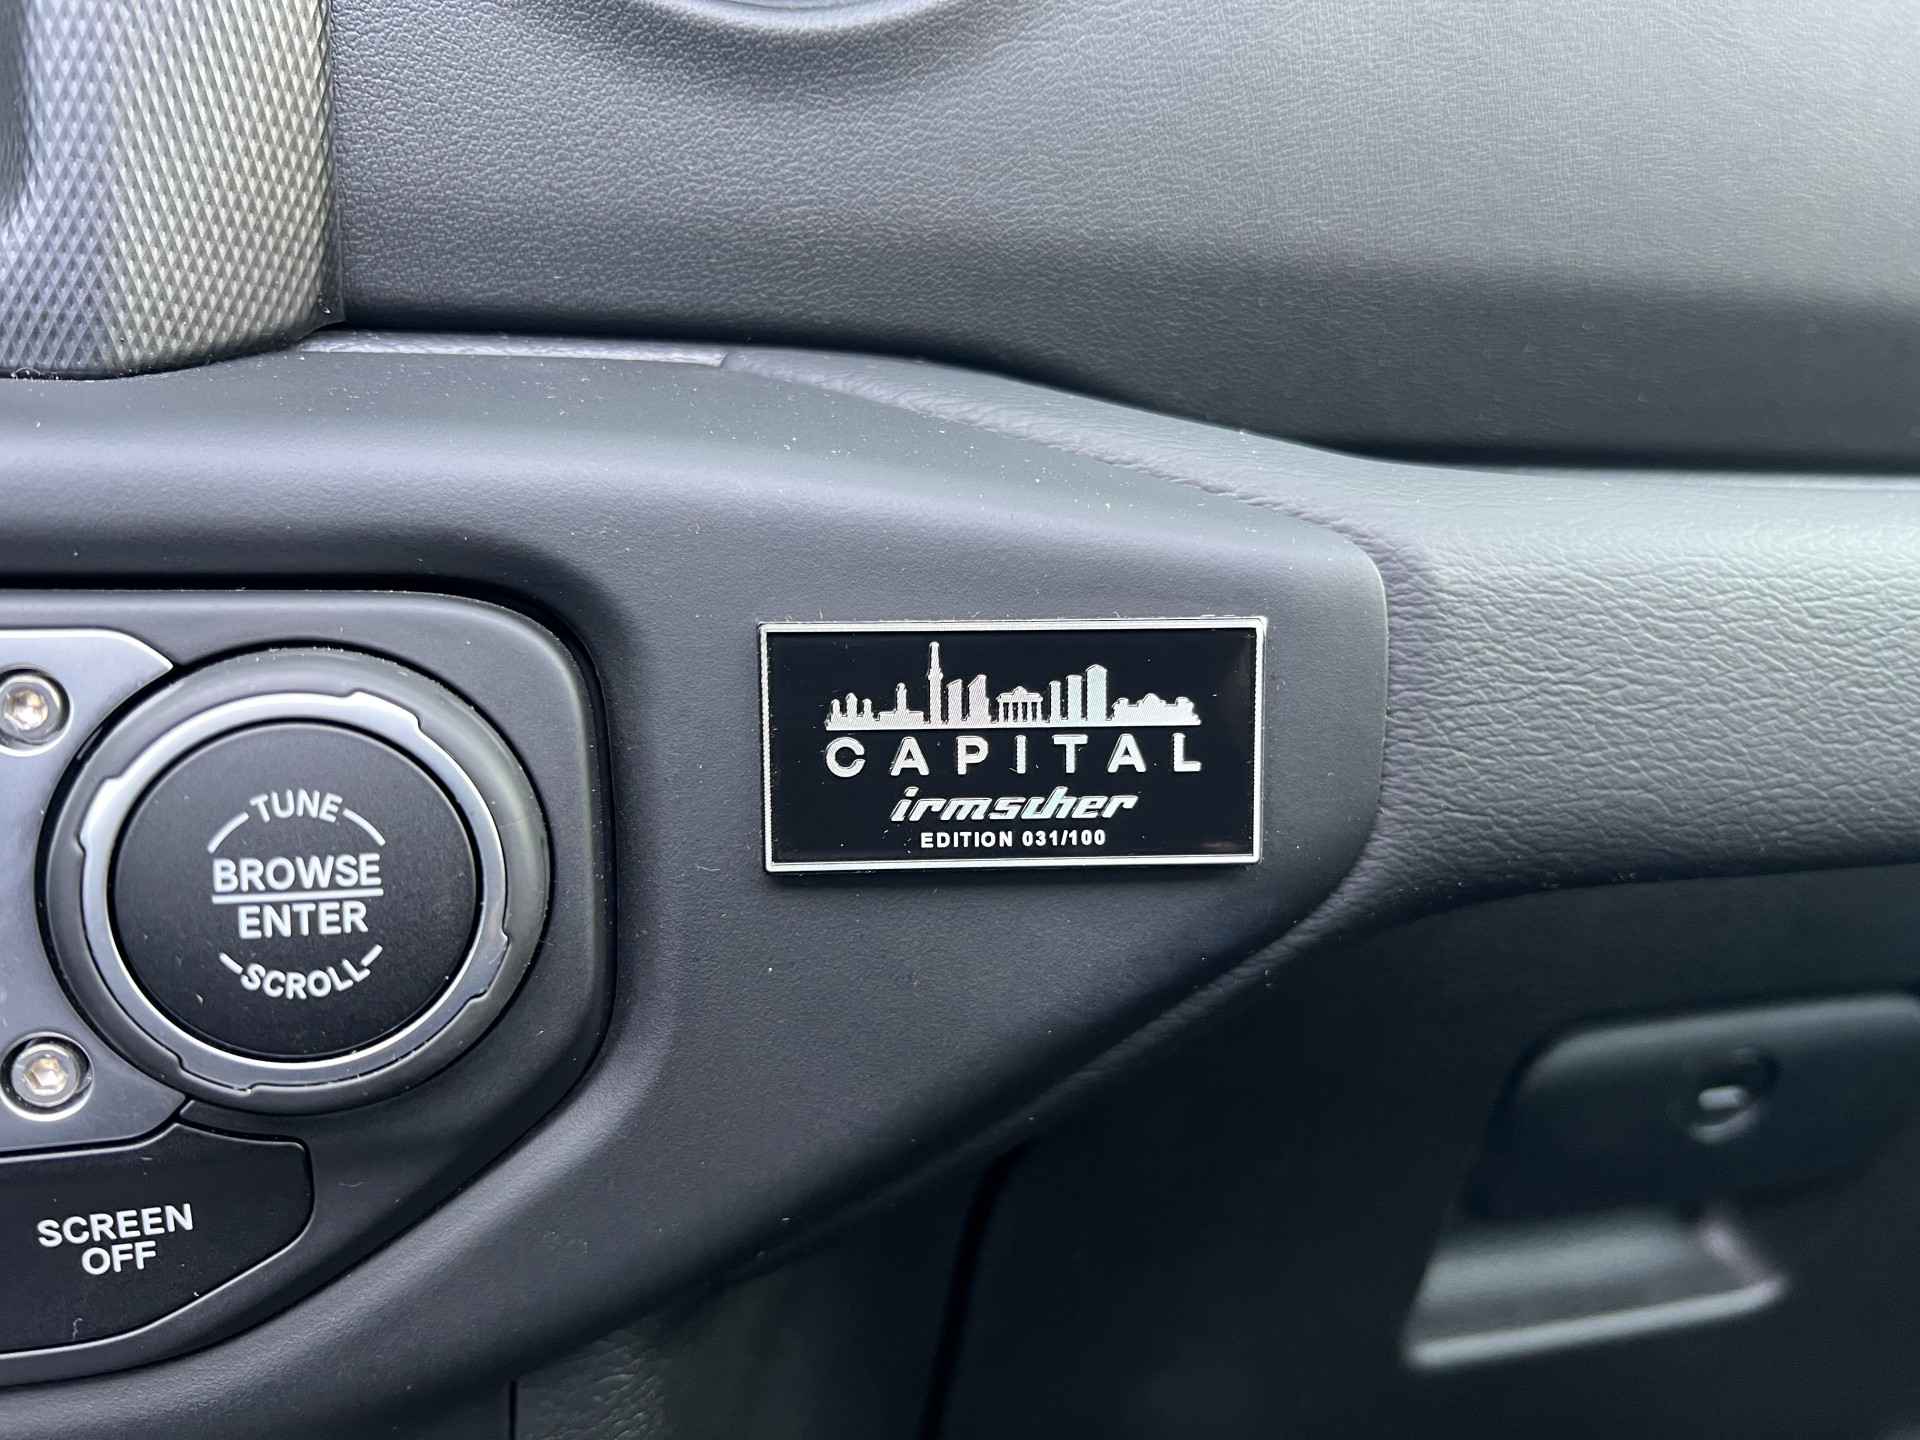 CAPITAL
irmscher
EDITION 031/100
TUNE
BROWSE
ENTER
SCROLL
SCREEN
OFF